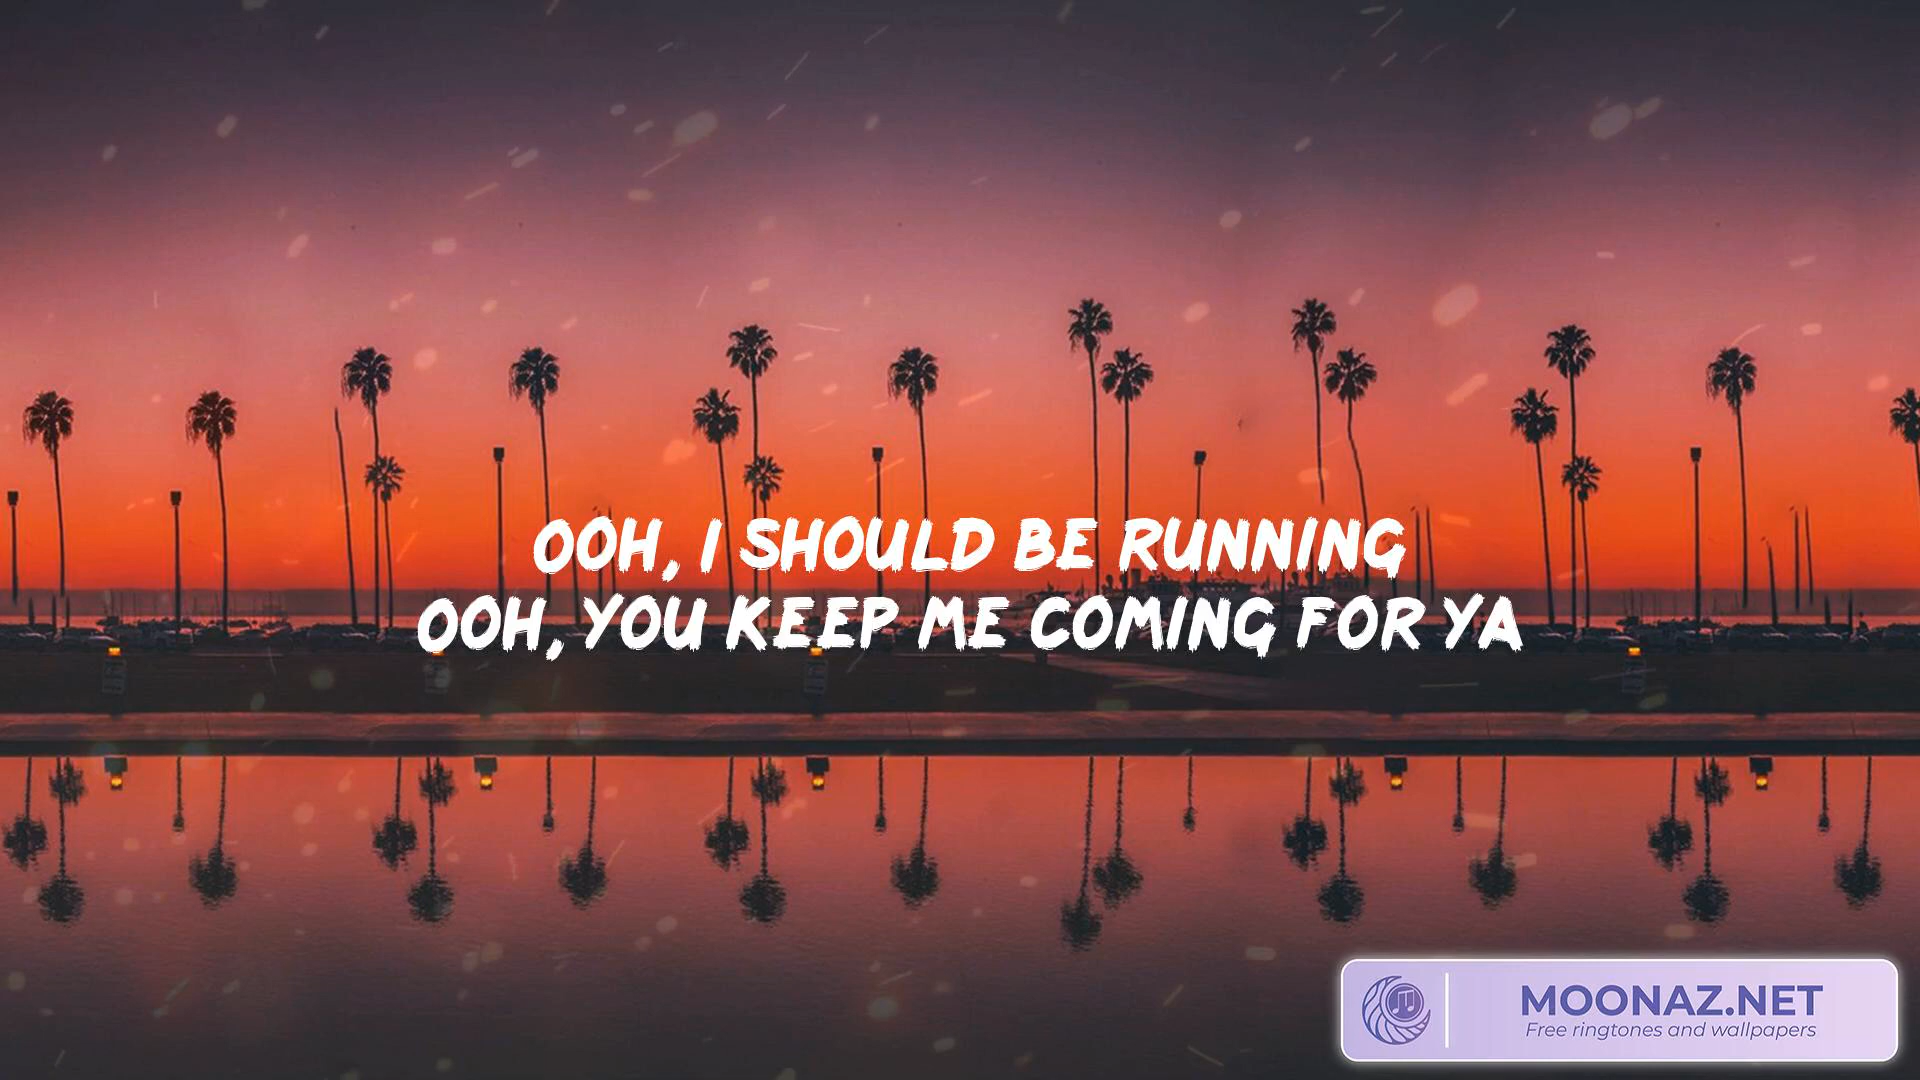 OOH, I SHOULD BE RUNNING
OOH, YOU KEEP ME COMING FOR YA
MOONAZ.NET
Free ringtones and wallpapers